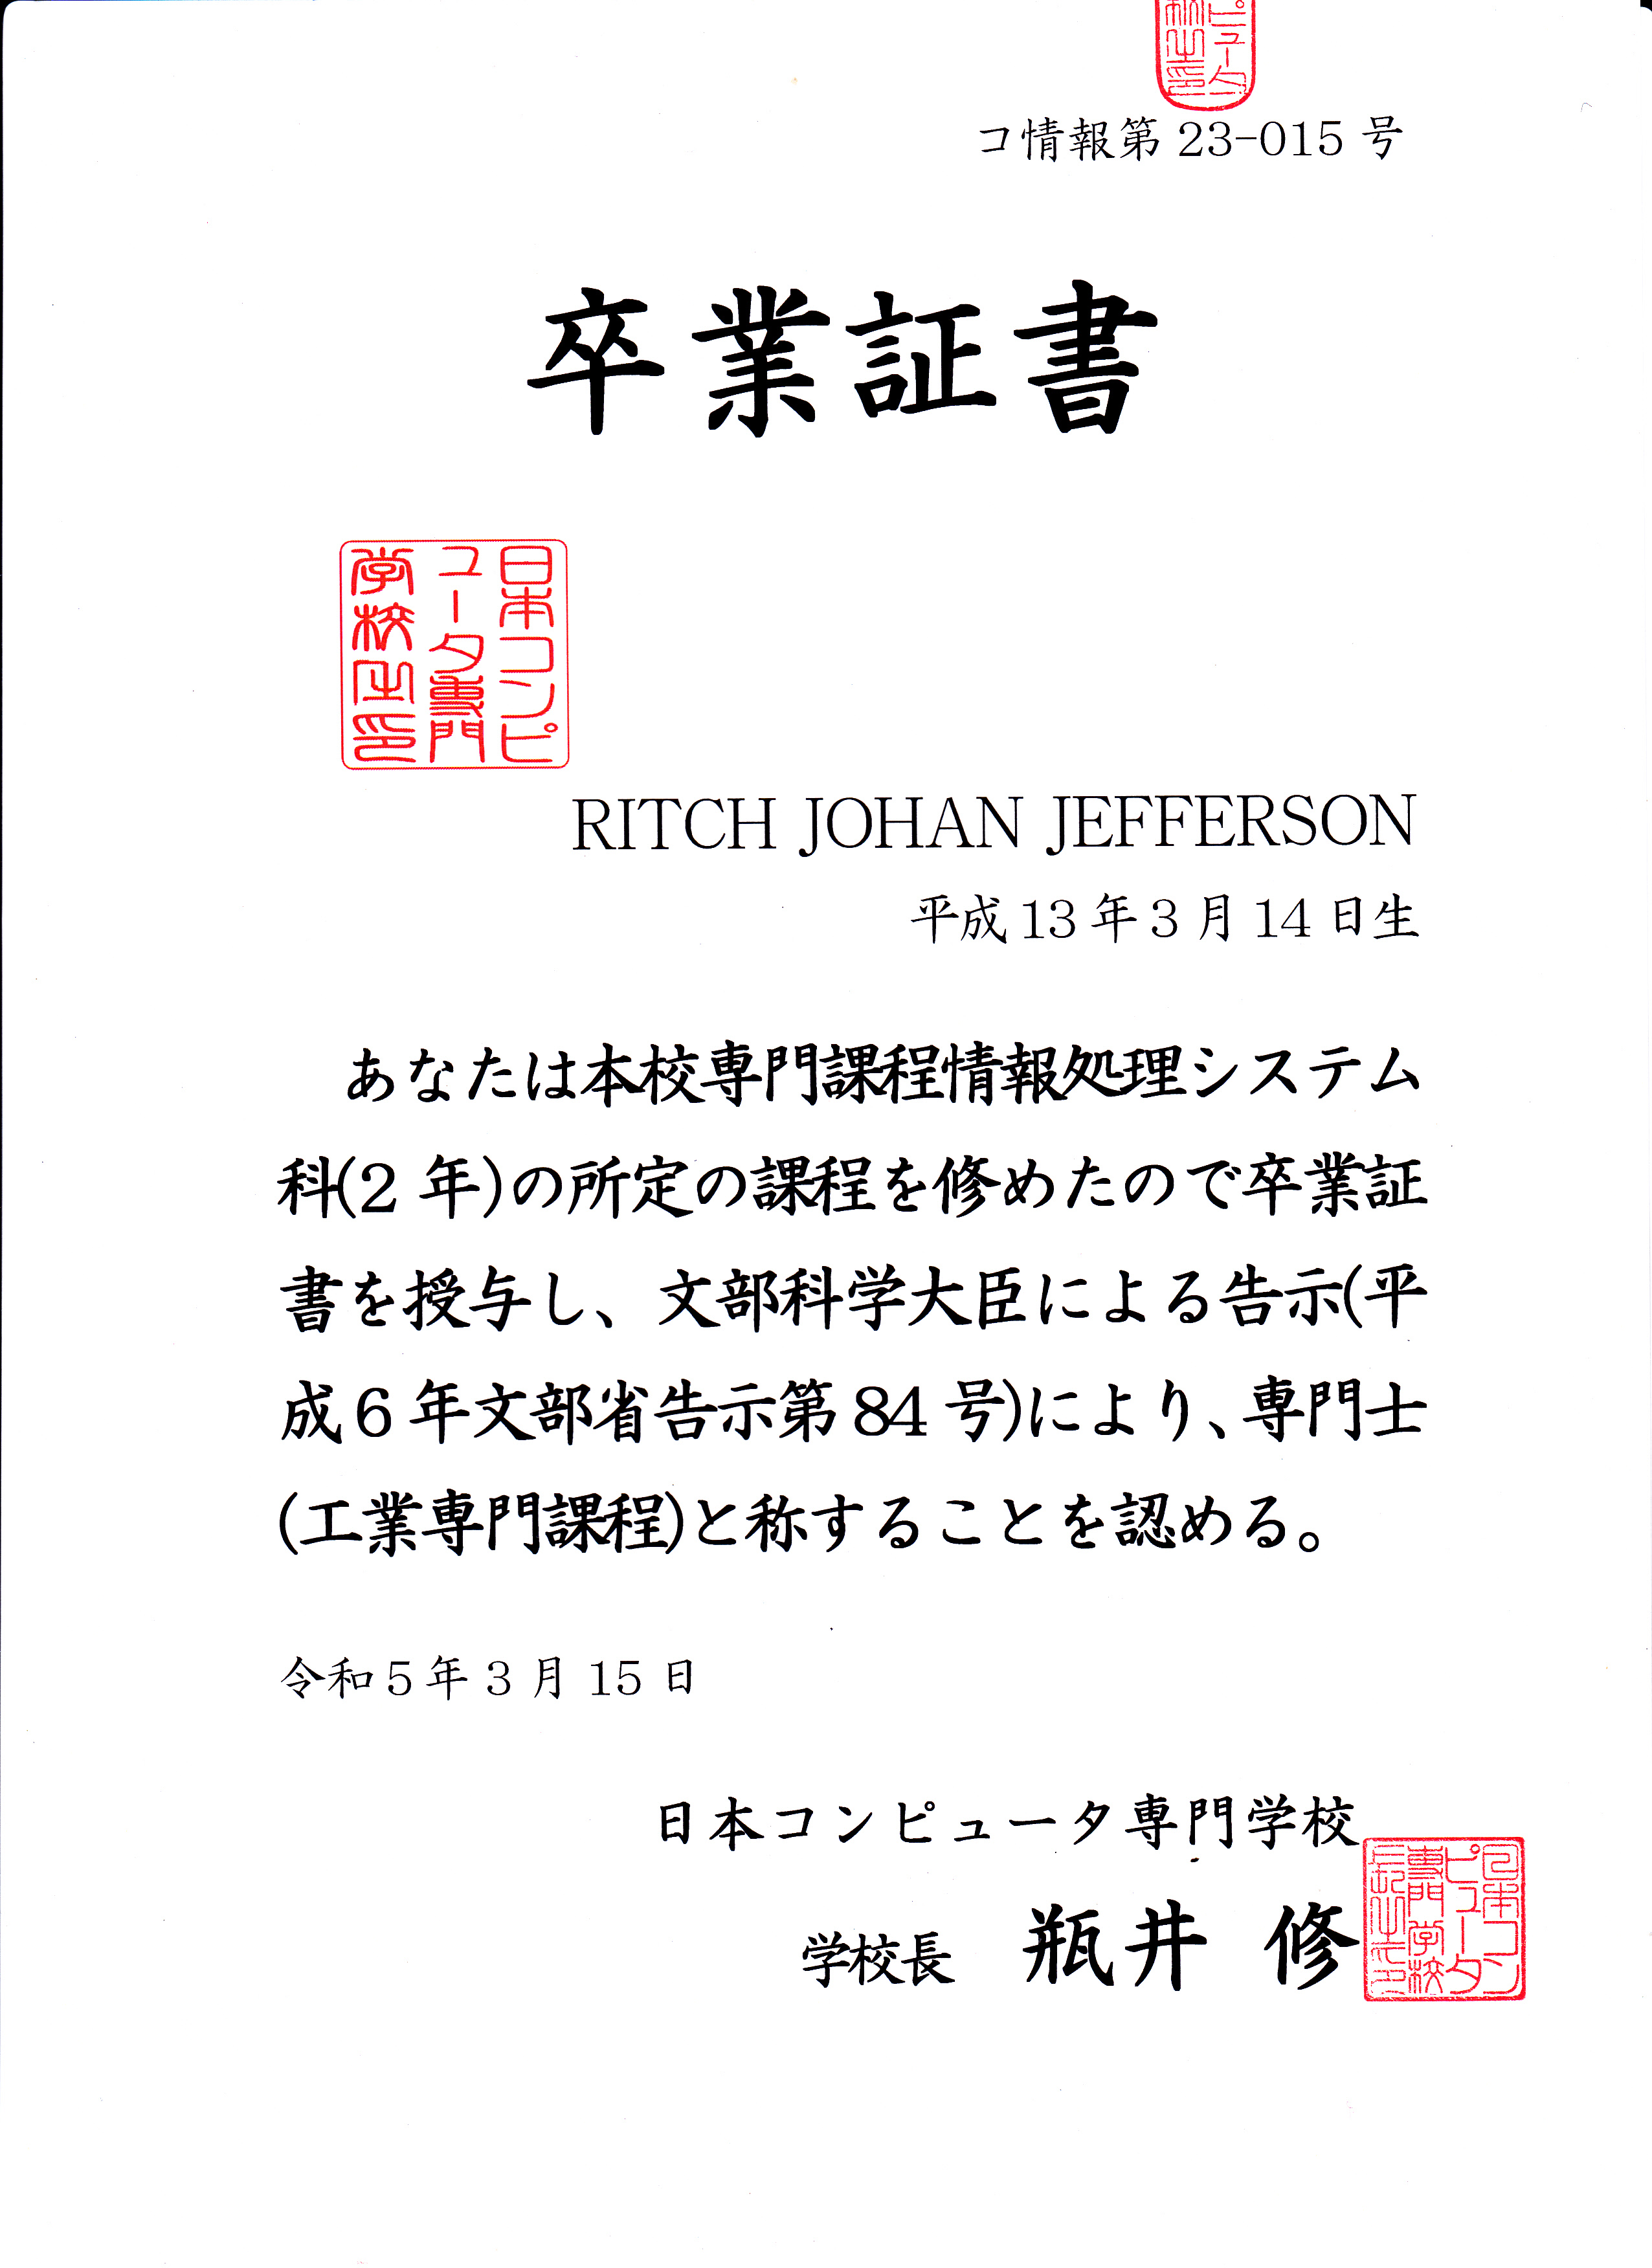 コ情報第 23-015 号
卒業証書
日本コンピ
ュータ専門
学校之印
RITCH JOHAN JEFFERSON
平成 13 年 3 月 14 日生
あなたは本校専門課程情報処理システム
科(2 年)の所定の課程を修めたので卒業証
書を授与し、文部科学大臣による告示(平
成 6 年文部省告示第 84 号)により、専門士
(工業専門課程)と称することを認める。
令和 5 年 3 月 15 日
日本コンピュータ専門学校
学校長 瓶井 修
日本コン
ピュータ
専門学校
長之印